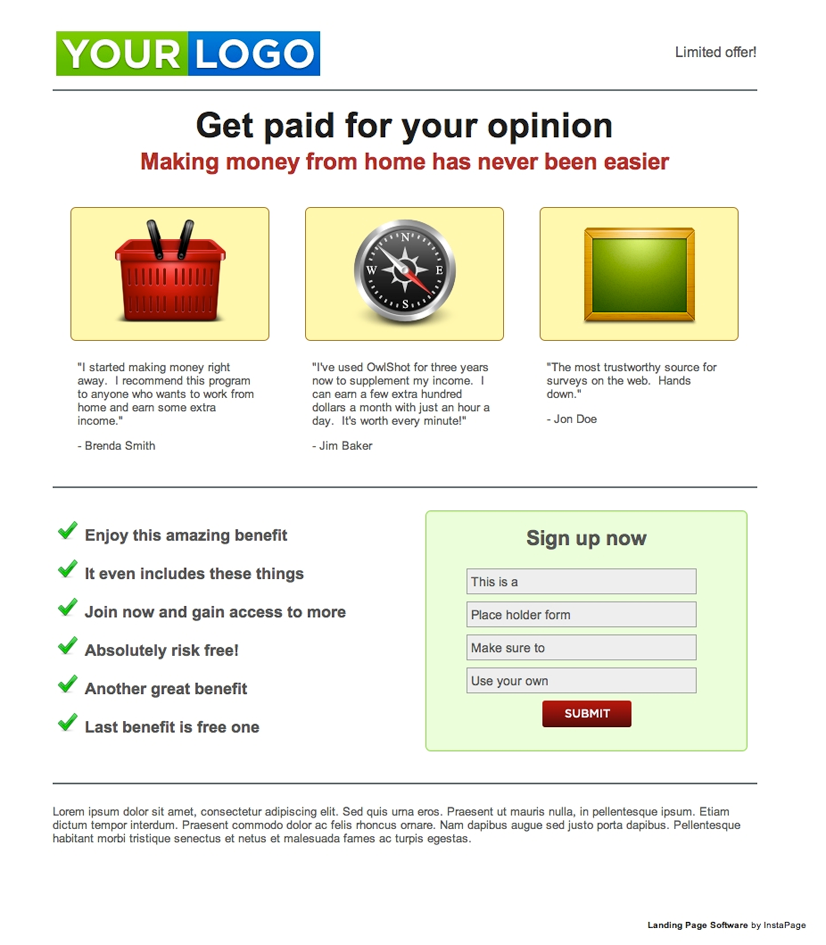 YOUR LOGO
Limited offer!
Get paid for your opinion
Making money from home has never been easier
N
W E
S
"I started making money right
away.  I recommend this program
to anyone who wants to work from
home and earn some extra
income."
- Brenda Smith
"I've used OwlShot for three years
now to supplement my income.  I
can earn a few extra hundred
dollars a month with just an hour a
day.  It's worth every minute!"
- Jim Baker
"The most trustworthy source for
surveys on the web.  Hands
down."
- Jon Doe
Enjoy this amazing benefit
It even includes these things
Join now and gain access to more
Absolutely risk free!
Another great benefit
Last benefit is free one
Sign up now
This is a
Place holder form
Make sure to
Use your own
SUBMIT
Lorem ipsum dolor sit amet, consectetur adipiscing elit. Sed quis urna eros. Praesent ut mauris nulla, in pellentesque ipsum. Etiam
dictum tempor interdum. Praesent commodo dolor ac felis rhoncus ornare. Nam dapibus augue sed justo porta dapibus. Pellentesque
habitant morbi tristique senectus et netus et malesuada fames ac turpis egestas.
Landing Page Software by InstaPage